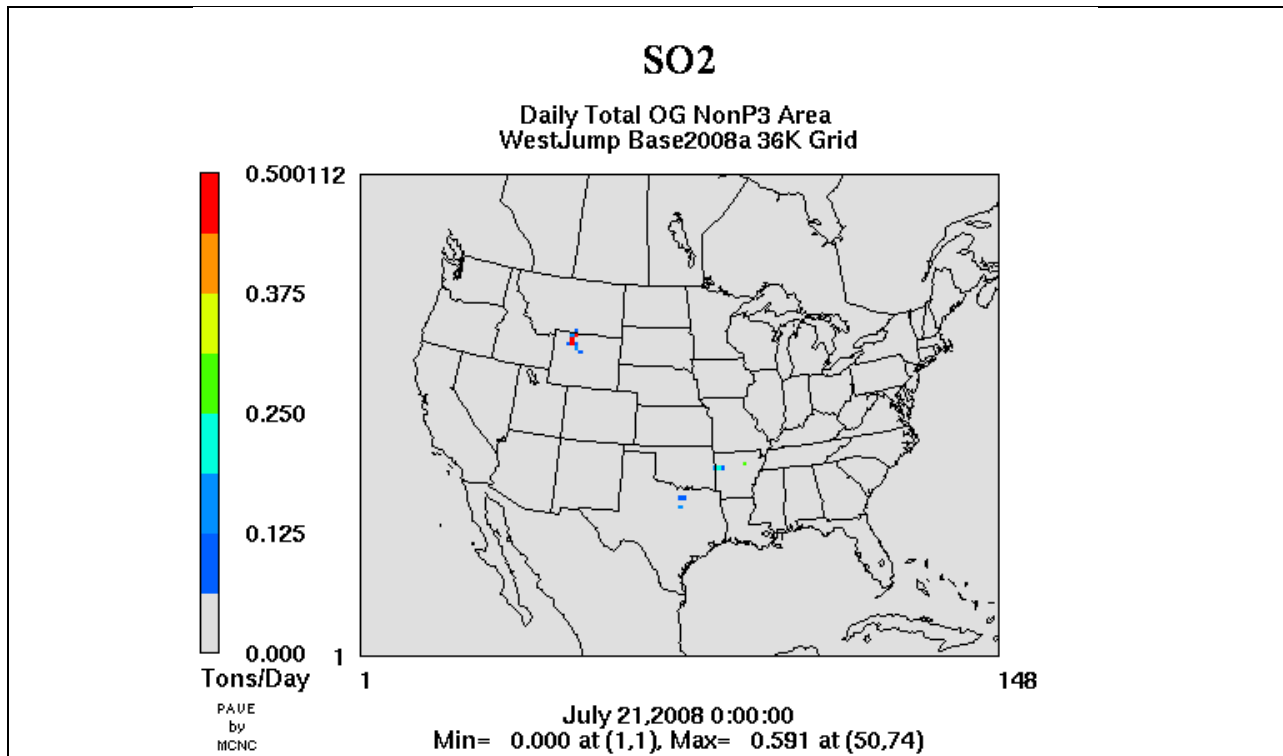 SO2
Daily Total OG NonP3 Area
WestJump Base2008a 36K Grid
0.500
0.375
0.250
0.125
0.000
Tons/Day
112
1
1
148
PAVE
by
MCNC
July 21,2008 0:00:00
Min= 0.000 at (1,1), Max= 0.591 at (50,74)